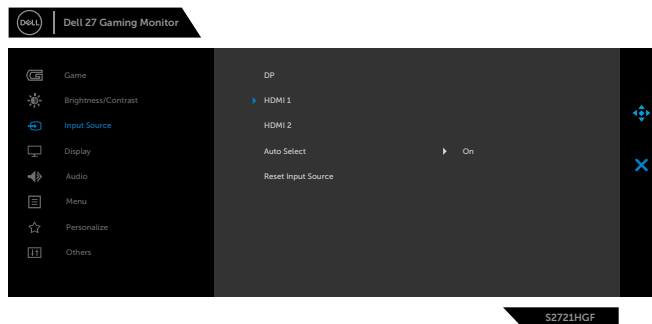 DELL
Dell 27 Gaming Monitor
Game
DP
Brightness/Contrast
HDMI 1
Input Source
HDMI 2
Display
Auto Select
On
Audio
Reset Input Source
Menu
Personalize
Others
S2721HGF